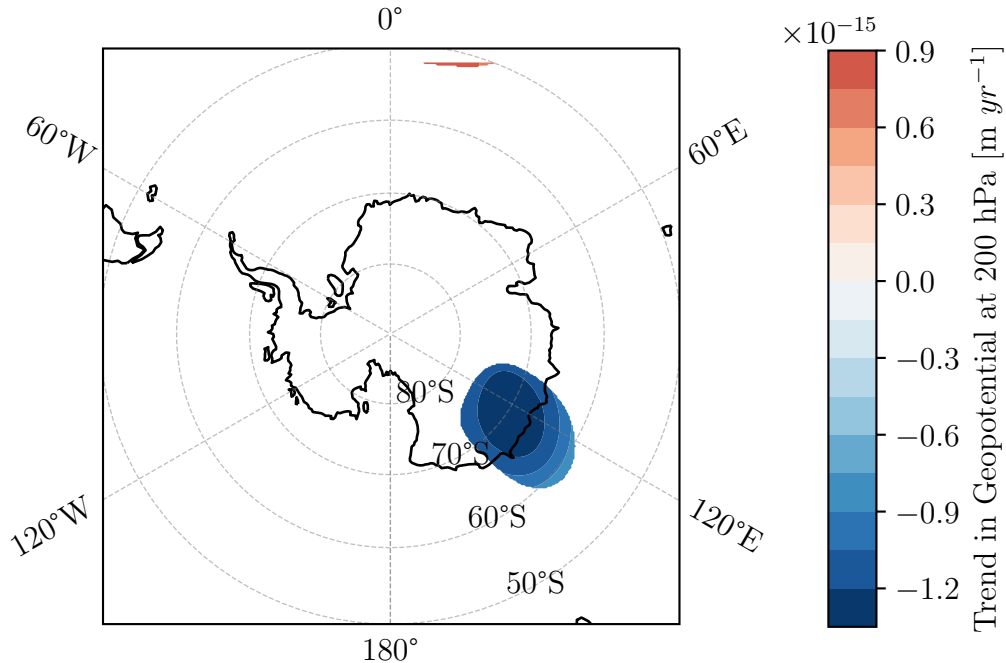 0°
×10⁻¹⁵
60°W
60°E
80°S
70°S
60°S
50°S
120°W
120°E
180°
0.9
0.6
0.3
0.0
−0.3
−0.6
−0.9
−1.2
Trend in Geopotential at 200 hPa [m yr⁻¹]